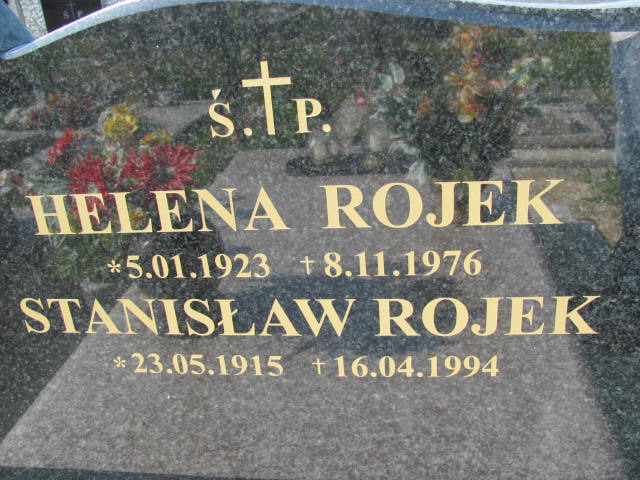 Ś. P.
HELENA ROJEK
*5.01.1923 †8.11.1976
STANISŁAW ROJEK
*23.05.1915 †16.04.1994